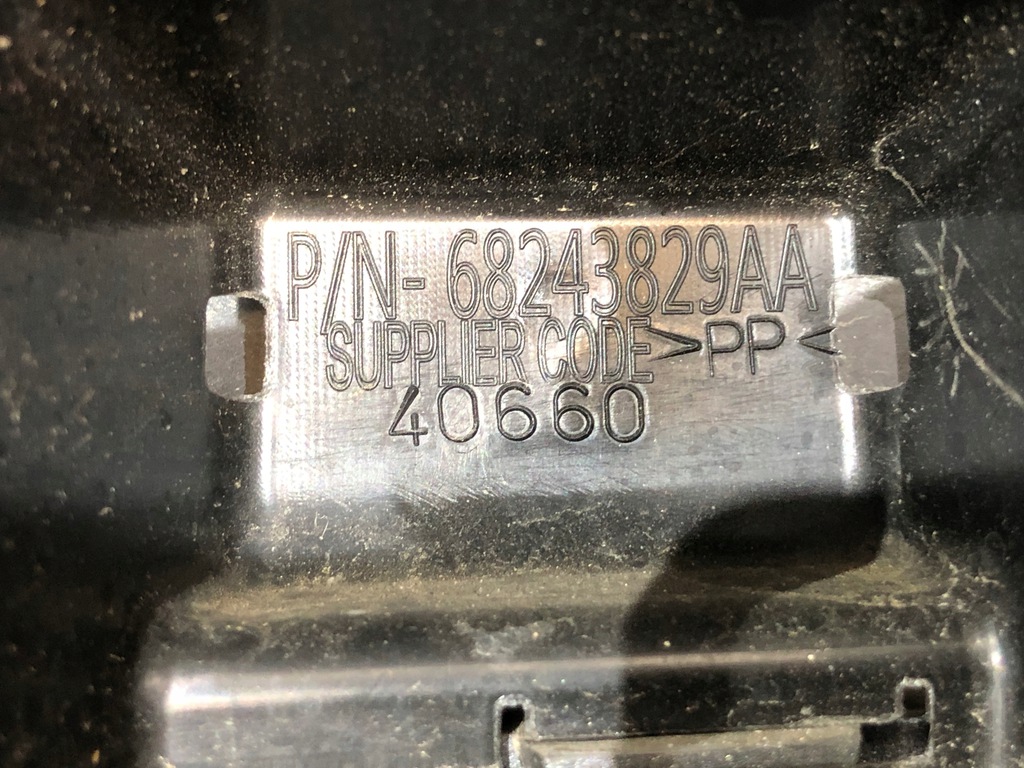 P/N- 68243829AA
SUPPLIER CODE >PP<
40660